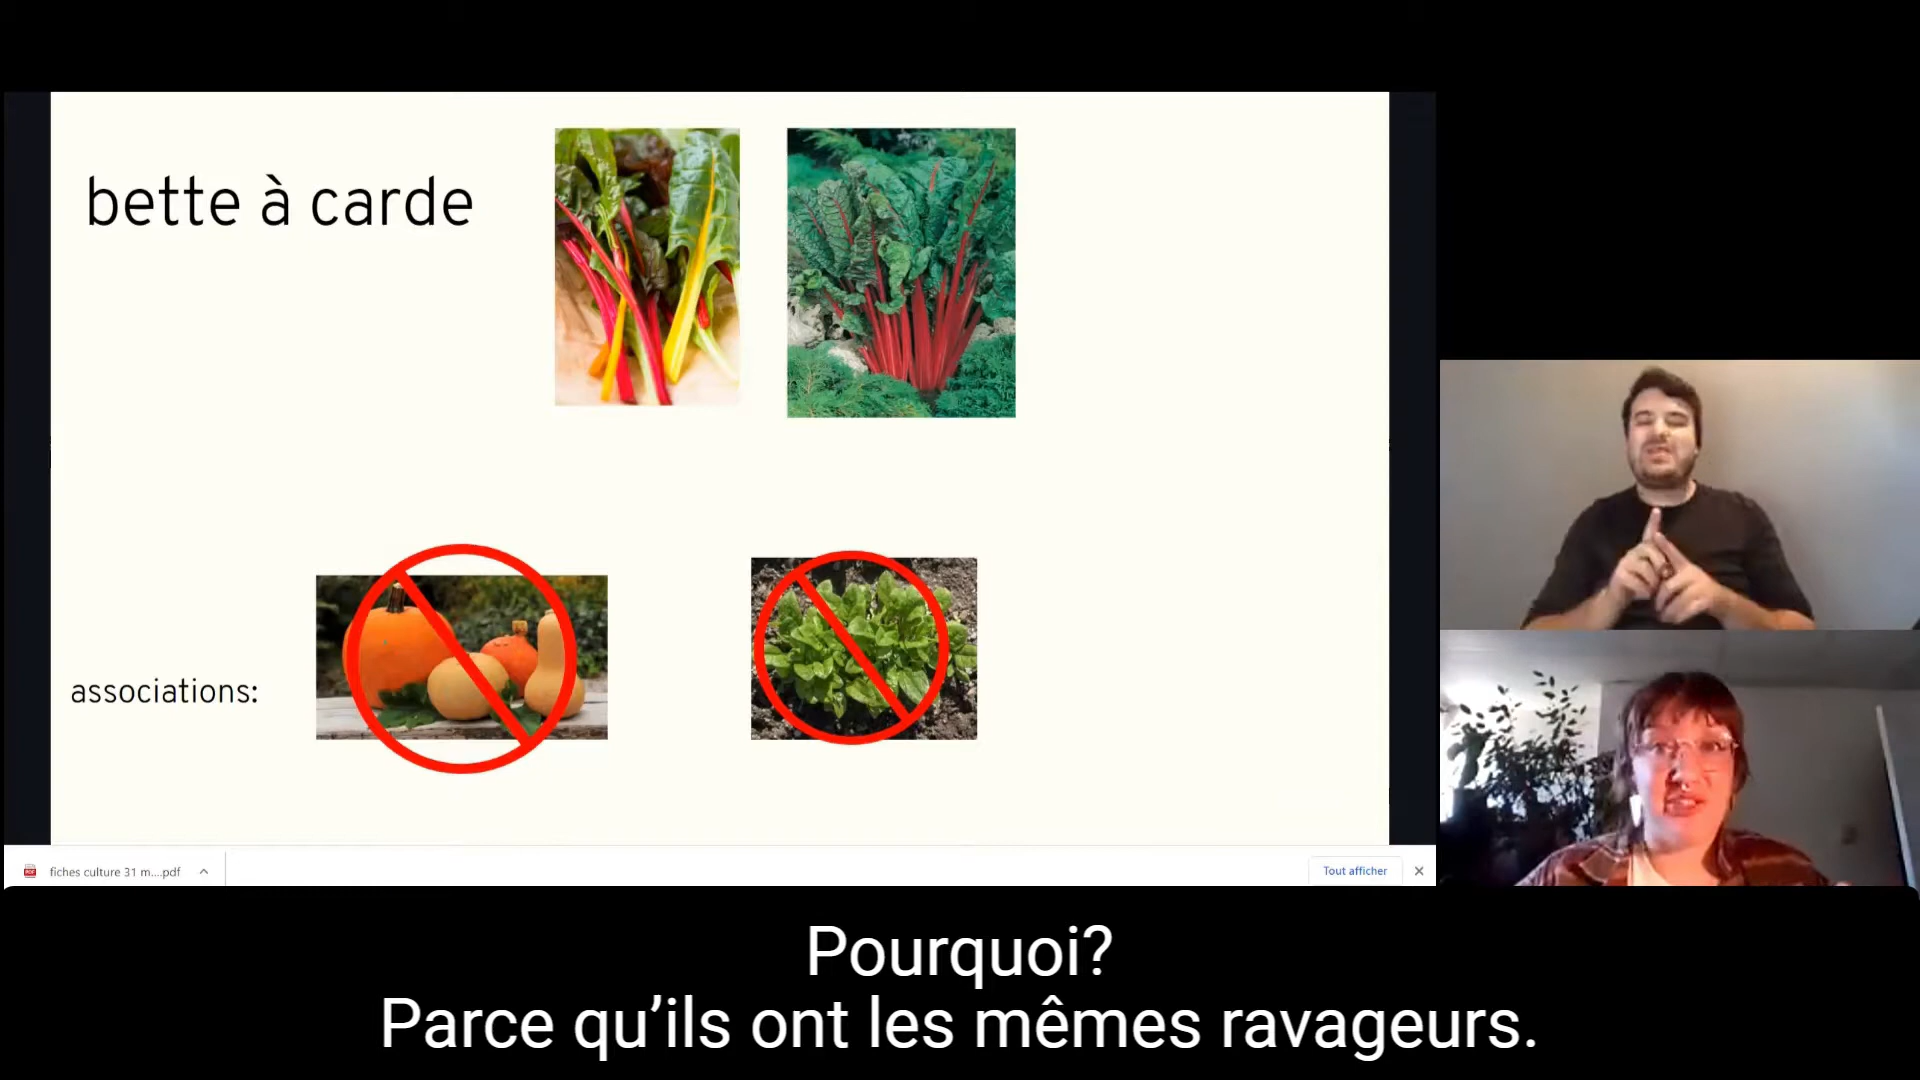 bette à carde
associations:
fiches culture 31 m....pdf
Tout afficher
Pourquoi?
Parce qu’ils ont les mêmes ravageurs.